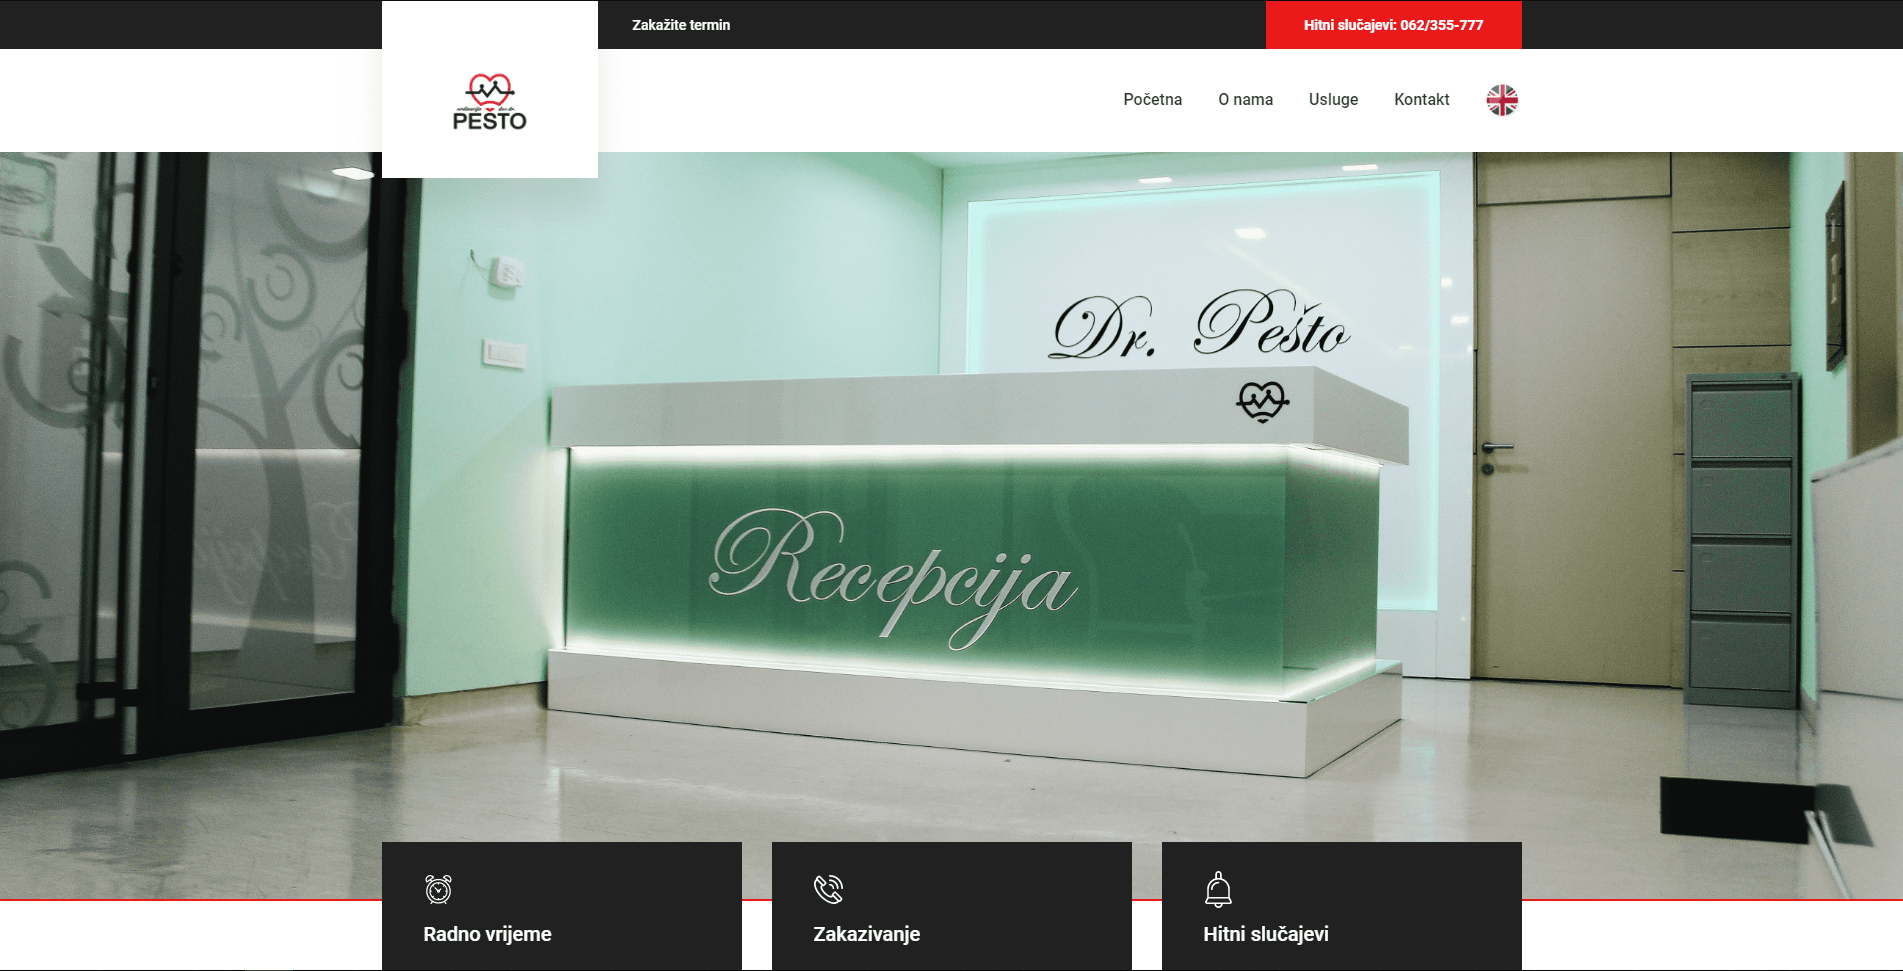 Zakažite termin
Hitni slučajevi: 062/355-777
ordinacija dou dr.
PEŠTO
Početna
O nama
Usluge
Kontakt
Dr. Pešto
Recepcija
Radno vrijeme
Zakazivanje
Hitni slučajevi